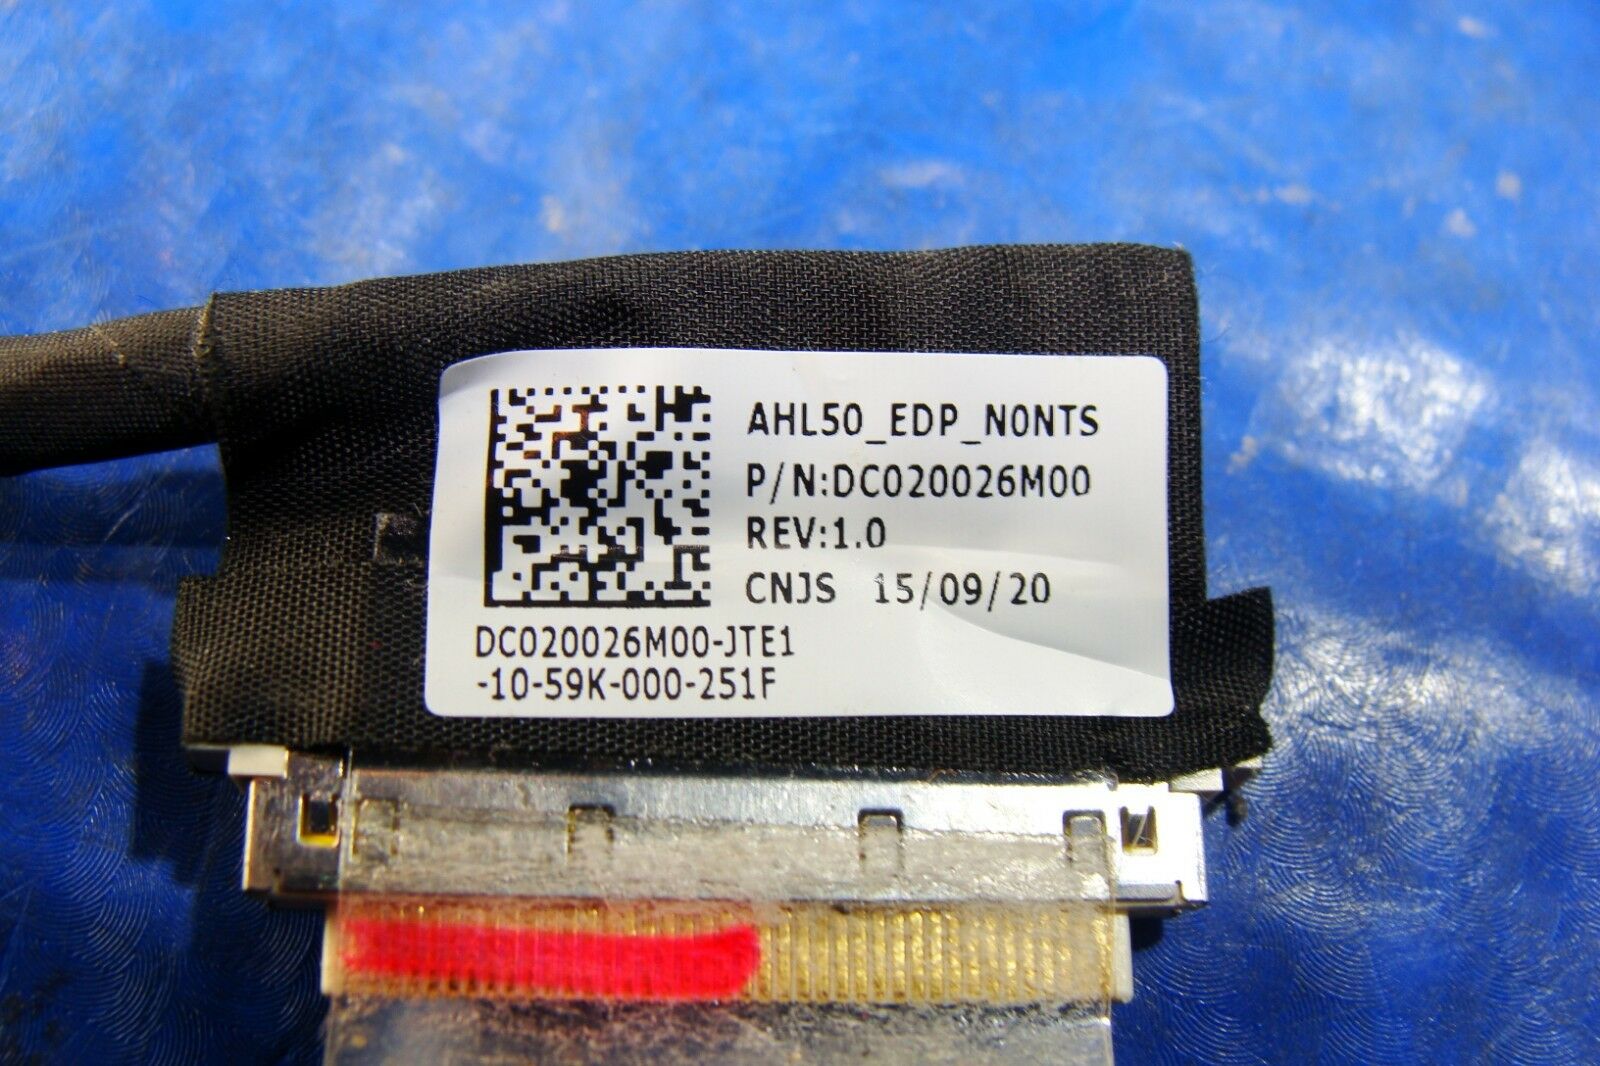 AHL50_EDP_N0NTS
P/N:DC020026M00
REV:1.0
CNJS 15/09/20
DC020026M00-JTE1
-10-59K-000-251F